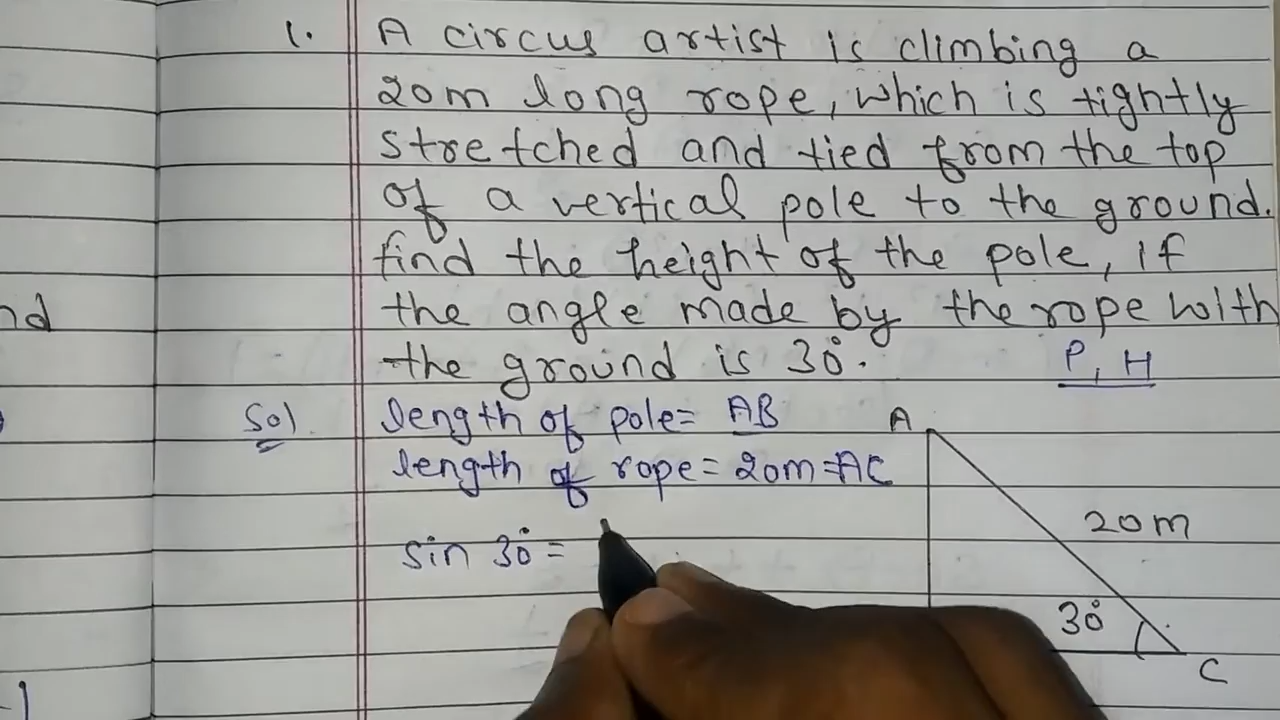 1. A circus artist is climbing a
20m long rope, which is tightly
stretched and tied from the top
of a vertical pole to the ground.
find the height of the pole, if
nd
the angle made by the rope with
the ground is 30°.
P, H
Sol. length of pole = AB
A
length of rope = 20m = AC
20m
sin 30° =
30°
C